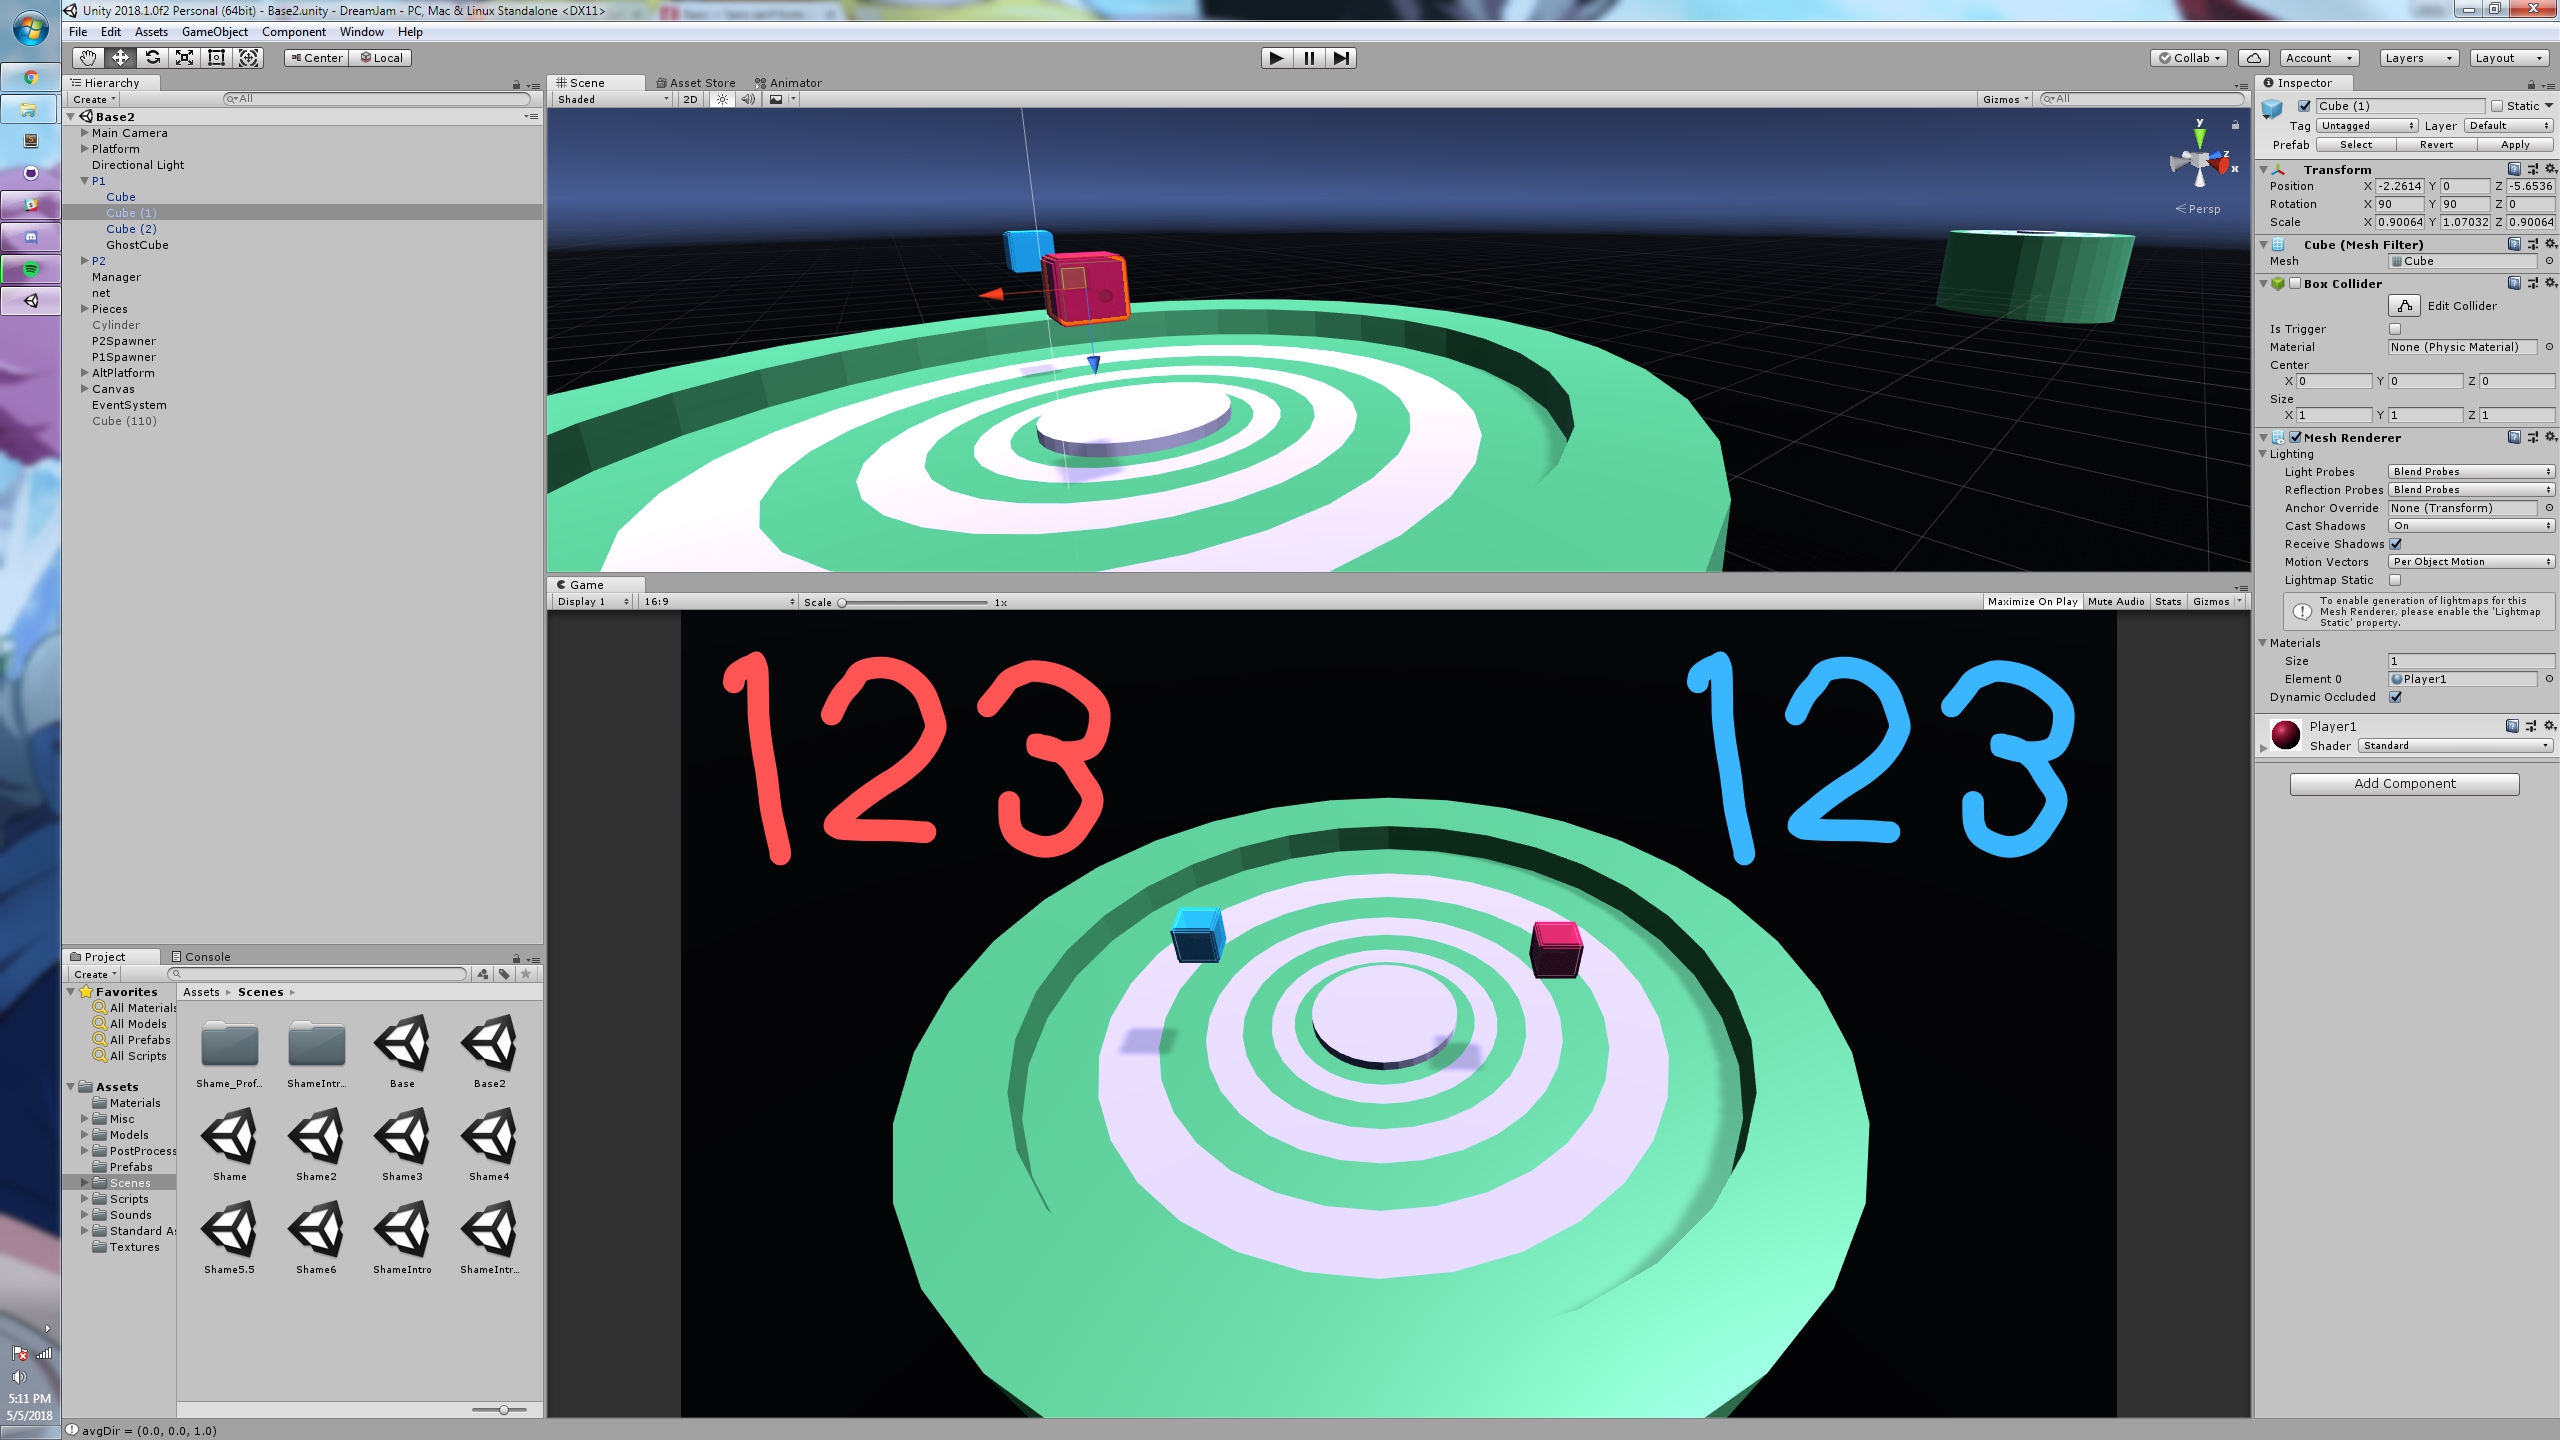 Unity 2018.1.0f2 Personal (64bit) - Base2.unity - DreamJam - PC, Mac & Linux Standalone <DX11>
File Edit Assets GameObject Component Window Help
Center Local
Collab Account Layers Layout
Hierarchy
Create All
Base2
Main Camera
Platform
Directional Light
P1
Cube
Cube (1)
Cube (2)
GhostCube
P2
Manager
net
Pieces
Cylinder
P2Spawner
P1Spawner
AltPlatform
Canvas
EventSystem
Cube (110)
Scene Asset Store Animator
Shaded 2D Gizmos All
y
z
x
Persp
Game
Display 1 16:9 Scale 1x Maximize On Play Mute Audio Stats Gizmos
123 123
Inspector
Cube (1) Static
Tag Untagged Layer Default
Prefab Select Revert Apply
Transform
Position X -2.2614 Y 0 Z -5.6536
Rotation X 90 Y 90 Z 0
Scale X 0.90064 Y 1.07032 Z 0.90064
Cube (Mesh Filter)
Mesh Cube
Box Collider
Edit Collider
Is Trigger
Material None (Physic Material)
Center
X 0 Y 0 Z 0
Size
X 1 Y 1 Z 1
Mesh Renderer
Lighting
Light Probes Blend Probes
Reflection Probes Blend Probes
Anchor Override None (Transform)
Cast Shadows On
Receive Shadows
Motion Vectors Per Object Motion
Lightmap Static
To enable generation of lightmaps for this
Mesh Renderer, please enable the 'Lightmap
Static' property.
Materials
Size 1
Element 0 Player1
Dynamic Occluded
Player1
Shader Standard
Add Component
Project Console
Create
Favorites
All Materials
All Models
All Prefabs
All Scripts
Assets
Materials
Misc
Models
PostProcess
Prefabs
Scenes
Scripts
Sounds
Standard As
Textures
Assets Scenes
Shame_Prof... ShameIntr... Base Base2
Shame Shame2 Shame3 Shame4
Shame5.5 Shame6 ShameIntro ShameIntr...
5:11 PM
5/5/2018
avgDir = (0.0, 0.0, 1.0)